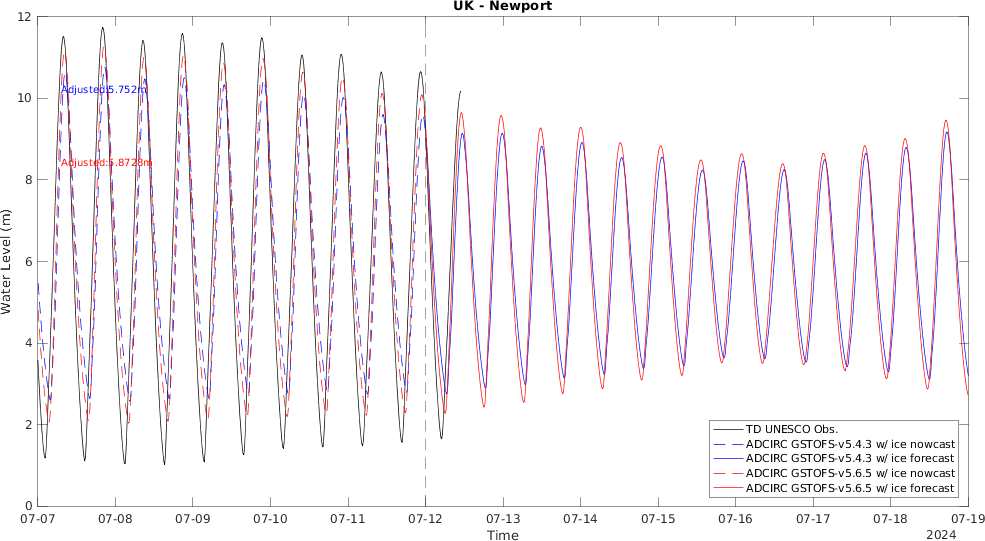 UK - Newport
12
10
8
6
4
2
0
Water Level (m)
Adjusted:5.752m
Adjusted:5.8723m
TD UNESCO Obs.
ADCIRC GSTOFS-v5.4.3 w/ ice nowcast
ADCIRC GSTOFS-v5.4.3 w/ ice forecast
ADCIRC GSTOFS-v5.6.5 w/ ice nowcast
ADCIRC GSTOFS-v5.6.5 w/ ice forecast
07-07 07-08 07-09 07-10 07-11 07-12 07-13 07-14 07-15 07-16 07-17 07-18 07-19
Time
2024